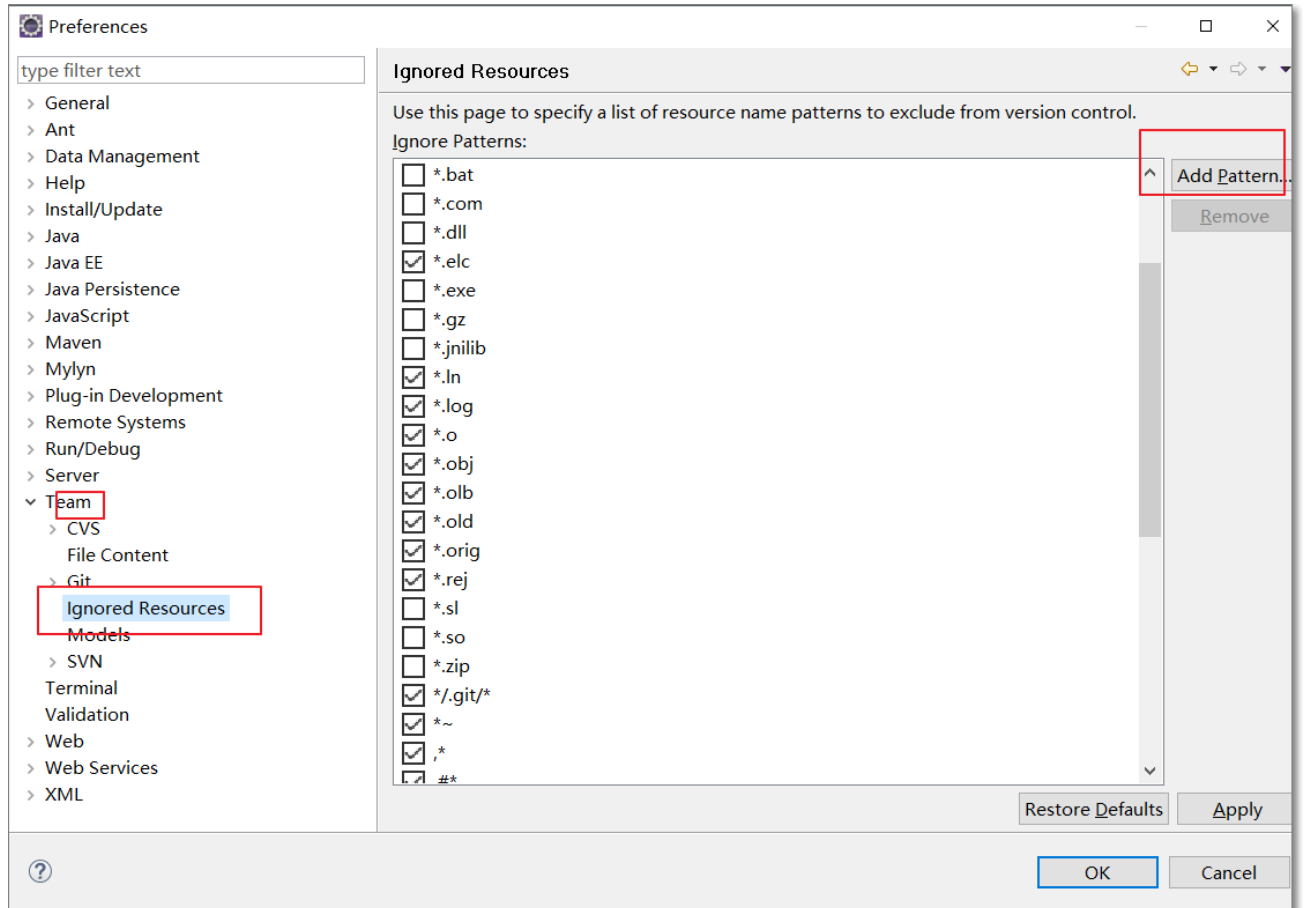 Preferences
type filter text
General
Ant
Data Management
Help
Install/Update
Java
Java EE
Java Persistence
JavaScript
Maven
Mylyn
Plug-in Development
Remote Systems
Run/Debug
Server
Team
CVS
File Content
Git
Ignored Resources
Models
SVN
Terminal
Validation
Web
Web Services
XML
Ignored Resources
Use this page to specify a list of resource name patterns to exclude from version control.
Ignore Patterns:
*.bat
*.com
*.dll
*.elc
*.exe
*.gz
*.jnilib
*.ln
*.log
*.o
*.obj
*.olb
*.old
*.orig
*.rej
*.sl
*.so
*.zip
*/.git/*
*~
,*
.#*
Add Pattern...
Remove
Restore Defaults
Apply
?
OK
Cancel